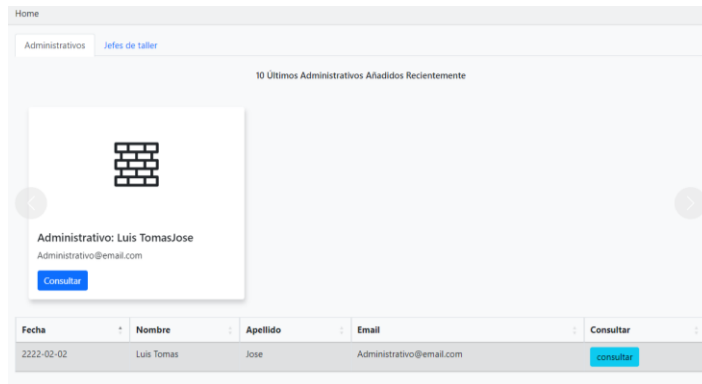 Home
Administrativos Jefes de taller
10 Últimos Administrativos Añadidos Recientemente
Administrativo: Luis TomasJose
Administrativo@email.com
Consultar
Fecha Nombre Apellido Email Consultar
2222-02-02 Luis Tomas Jose Administrativo@email.com consultar